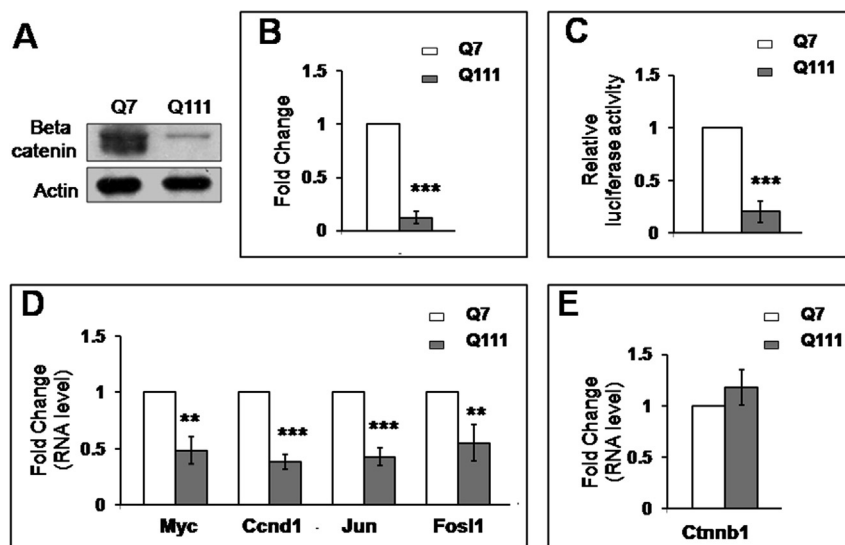 A
Q7 Q111
Beta
catenin
Actin
B
Q7
Q111
Fold Change
1.5
1
0.5
0
***
C
Q7
Q111
Relative
luciferase activity
1.5
1
0.5
0
***
D
Q7
Q111
Fold Change
(RNA level)
1.5
1
0.5
0
** *** *** **
Myc Ccnd1 Jun Fosl1
E
Q7
Q111
Fold Change
(RNA level)
1.5
1
0.5
0
Ctnnb1